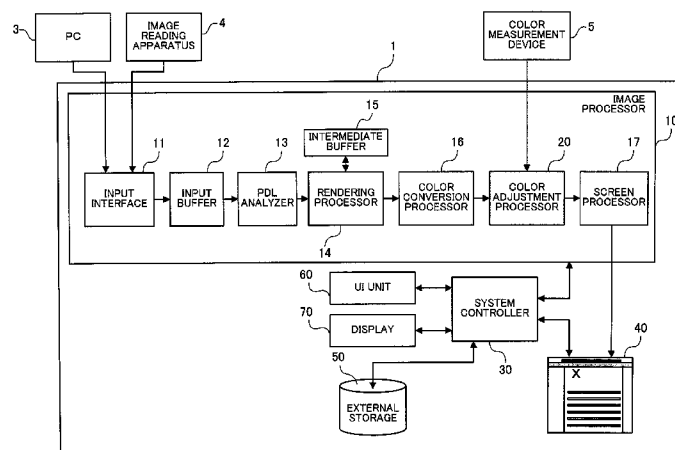 3
PC
4
IMAGE
READING
APPARATUS
COLOR
MEASUREMENT
DEVICE
5
1
IMAGE
PROCESSOR
10
11
INPUT
INTERFACE
12
INPUT
BUFFER
13
PDL
ANALYZER
15
INTERMEDIATE
BUFFER
RENDERING
PROCESSOR
14
16
COLOR
CONVERSION
PROCESSOR
20
COLOR
ADJUSTMENT
PROCESSOR
17
SCREEN
PROCESSOR
60
UI UNIT
70
DISPLAY
SYSTEM
CONTROLLER
30
50
EXTERNAL
STORAGE
40
X